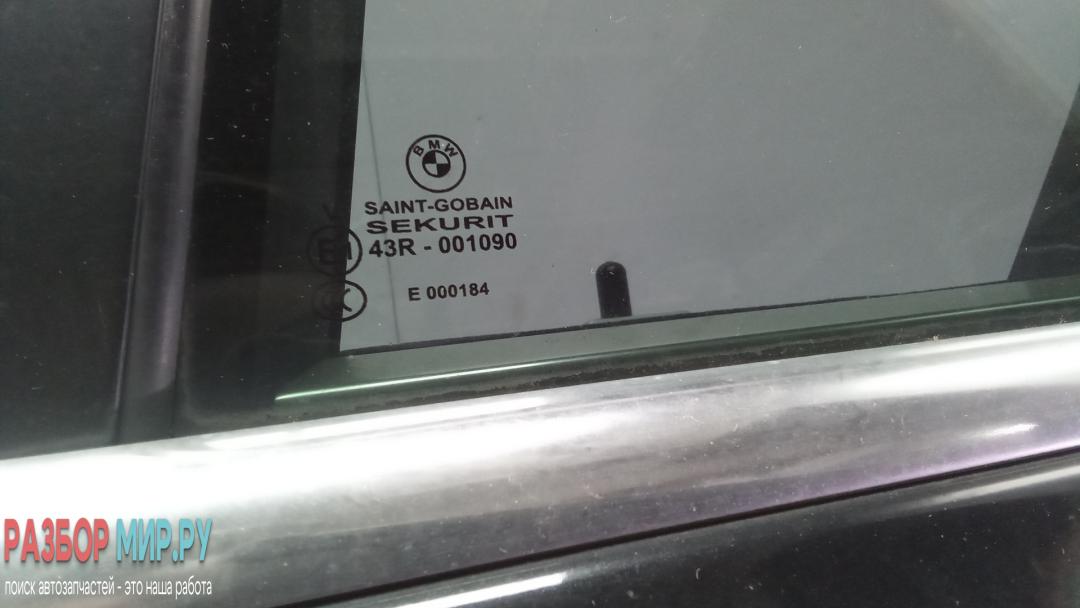 BMW
SAINT-GOBAIN
SEKURIT
43R - 001090
E 000184
РАЗБОР МИР.РУ
поиск автозапчастей - это наша работа